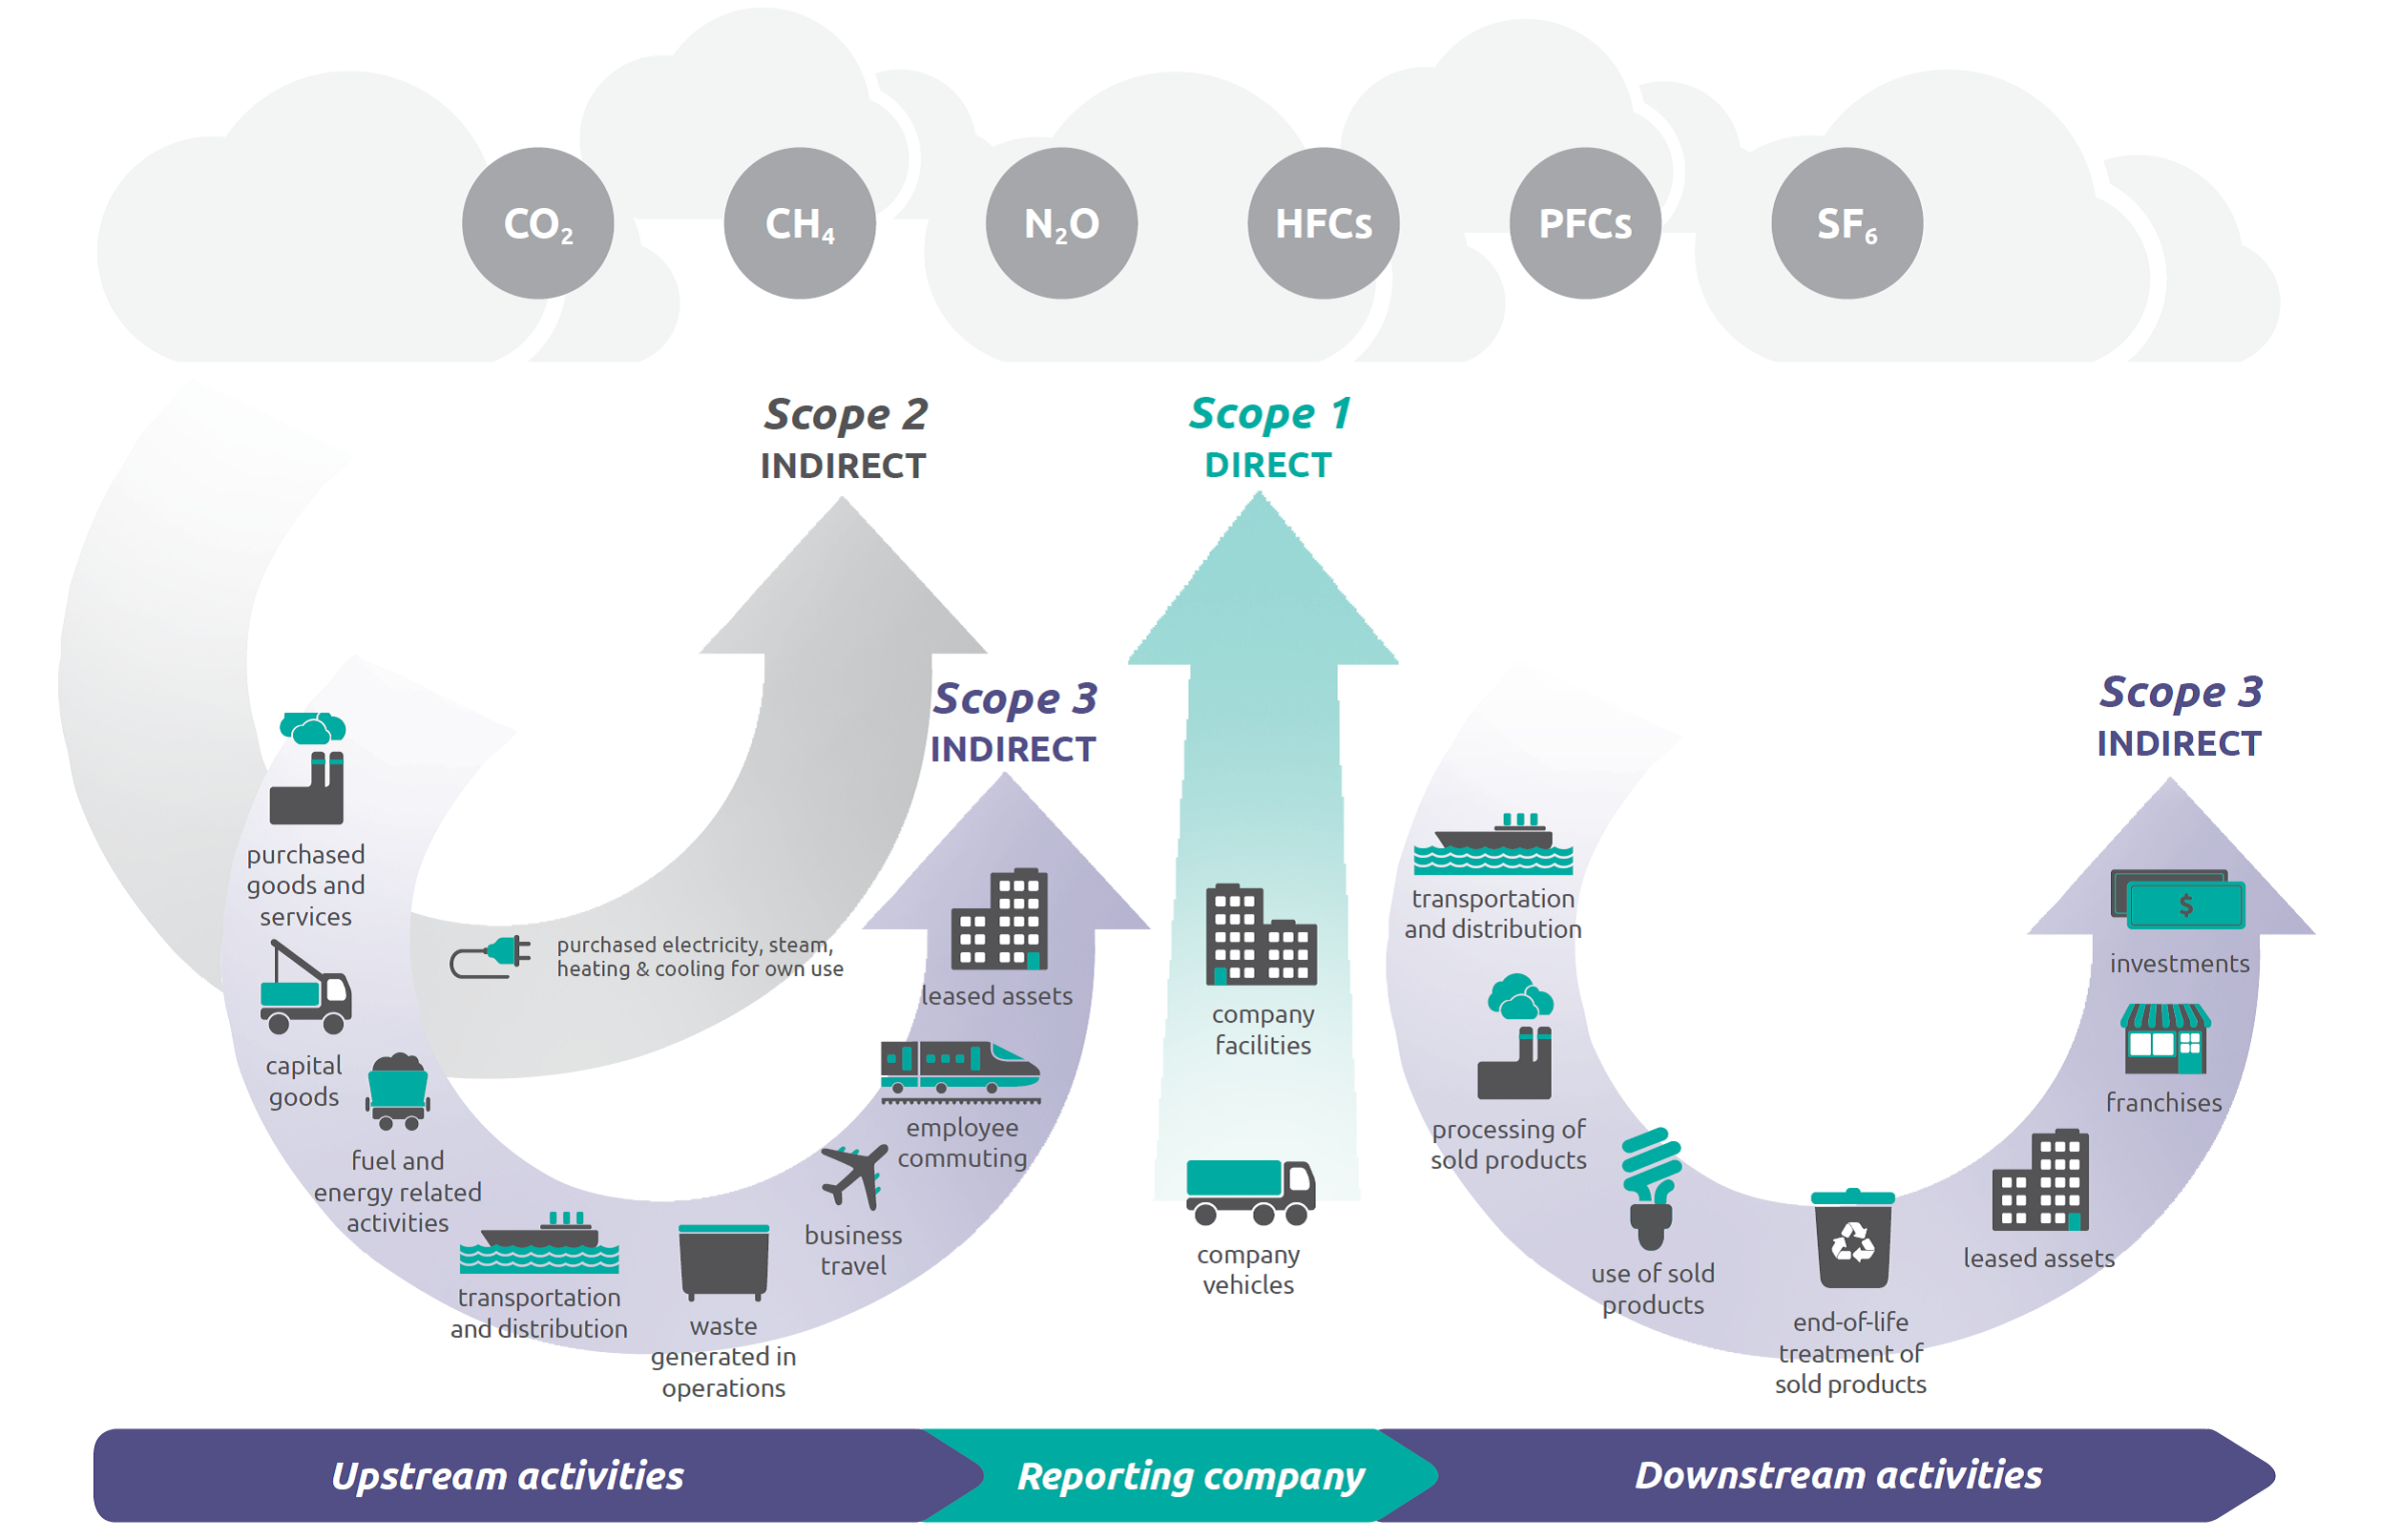 CO₂
CH₄
N₂O
HFCs
PFCs
SF₆
Scope 2
INDIRECT
Scope 1
DIRECT
Scope 3
INDIRECT
Scope 3
INDIRECT
purchased
goods and
services
capital
goods
fuel and
energy related
activities
transportation
and distribution
waste
generated in
operations
business
travel
employee
commuting
leased assets
purchased electricity, steam,
heating & cooling for own use
company
facilities
company
vehicles
transportation
and distribution
processing of
sold products
use of sold
products
end-of-life
treatment of
sold products
leased assets
franchises
$
investments
Upstream activities
Reporting company
Downstream activities